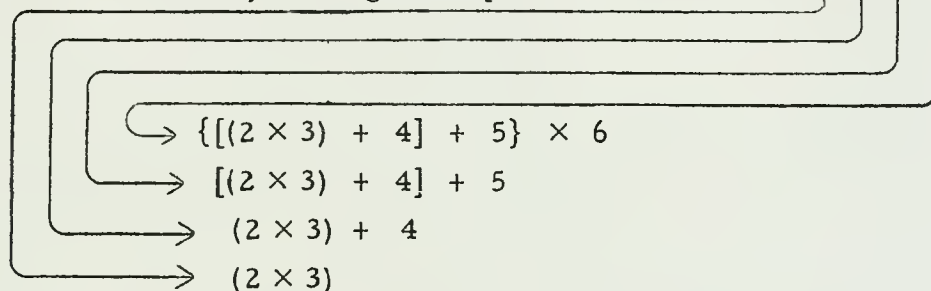 {[(2 × 3) + 4] + 5} × 6
[(2 × 3) + 4] + 5
(2 × 3) + 4
(2 × 3)